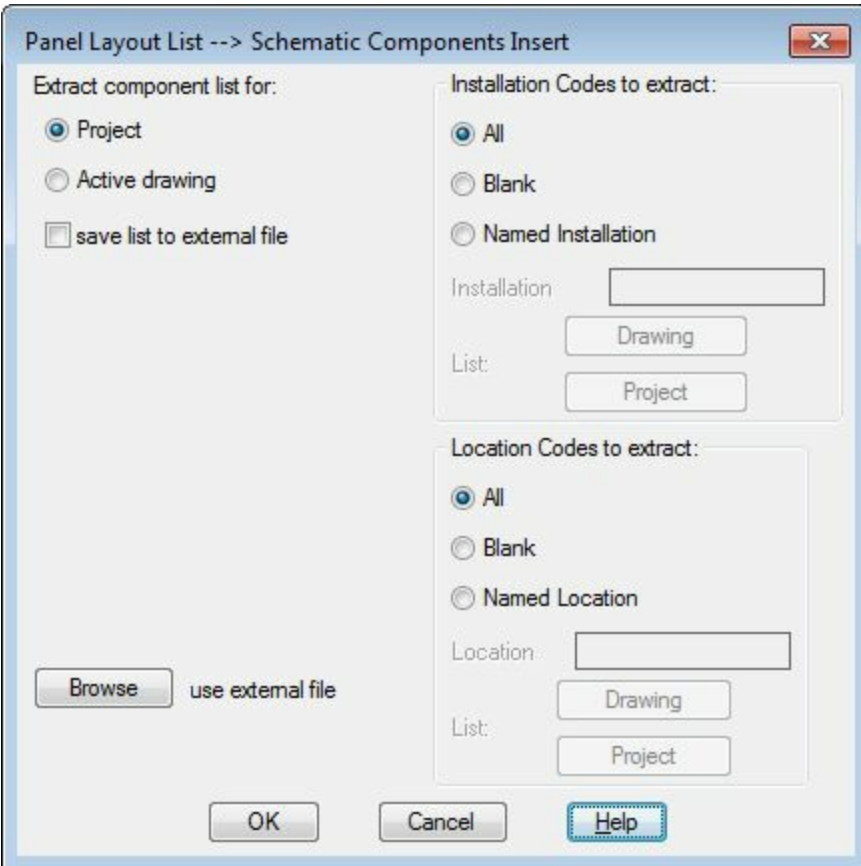 Panel Layout List --> Schematic Components Insert
Extract component list for:
Project
Active drawing
save list to external file
Browse use external file
Installation Codes to extract:
All
Blank
Named Installation
Installation
List:
Drawing
Project
Location Codes to extract:
All
Blank
Named Location
Location
List:
Drawing
Project
OK Cancel Help